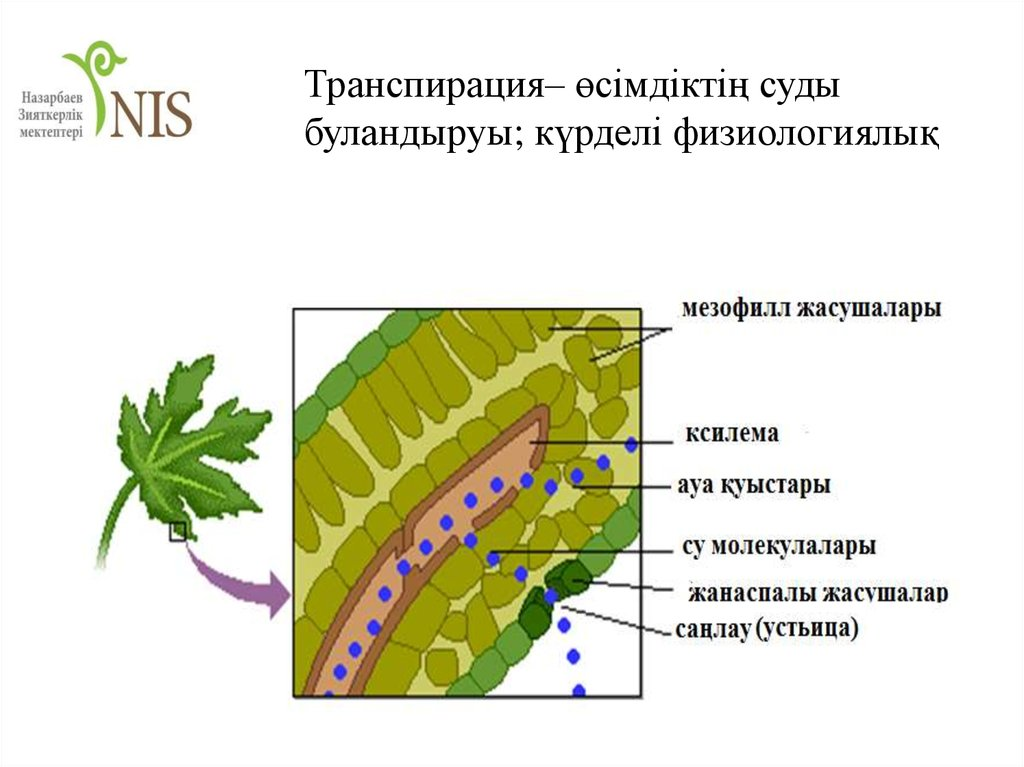 Назарбаев
Зияткерлік
мектептері
NIS
Транспирация– өсімдіктің суды
буландыруы; күрделі физиологиялық
мезофилл жасушалары
ксилема
ауа қуыстары
су молекулалары
жанаспалы жасушалар
саңлау (устьица)